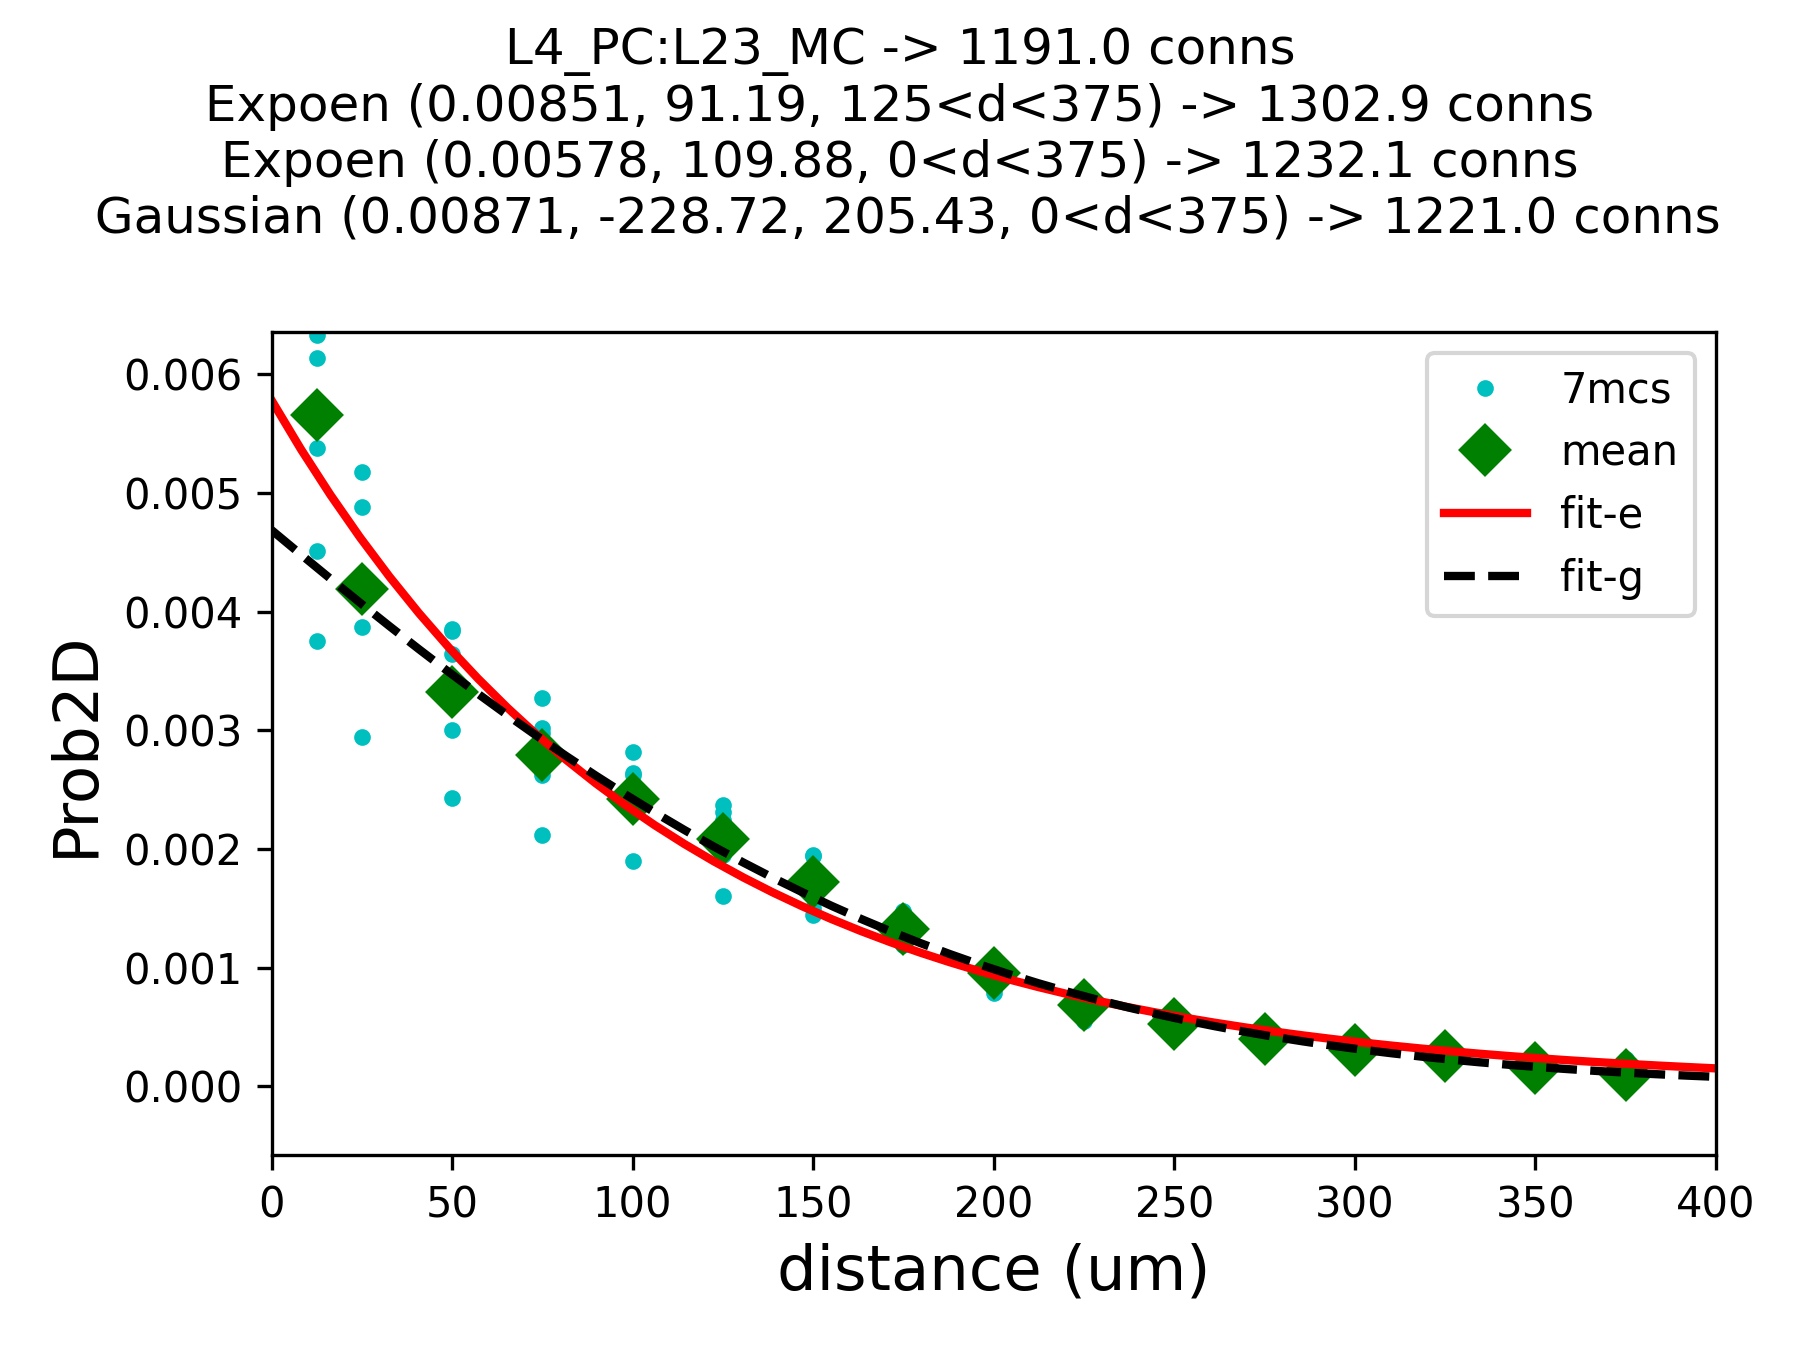 L4_PC:L23_MC -> 1191.0 conns
Expoen (0.00851, 91.19, 125<d<375) -> 1302.9 conns
Expoen (0.00578, 109.88, 0<d<375) -> 1232.1 conns
Gaussian (0.00871, -228.72, 205.43, 0<d<375) -> 1221.0 conns
7mcs
mean
fit-e
fit-g
Prob2D
0.006
0.005
0.004
0.003
0.002
0.001
0.000
0 50 100 150 200 250 300 350 400
distance (um)